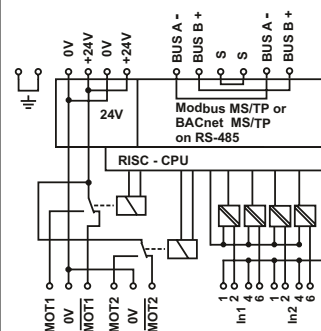 0V
+24V
0V
+24V
BUS A -
BUS B +
S
S
BUS A -
BUS B +
24V
Modbus MS/TP or
BACnet MS/TP
on RS-485
RISC - CPU
MOT1
0V
MOT1
MOT2
0V
MOT2
1
2
4
6
1
2
4
6
In1
In2